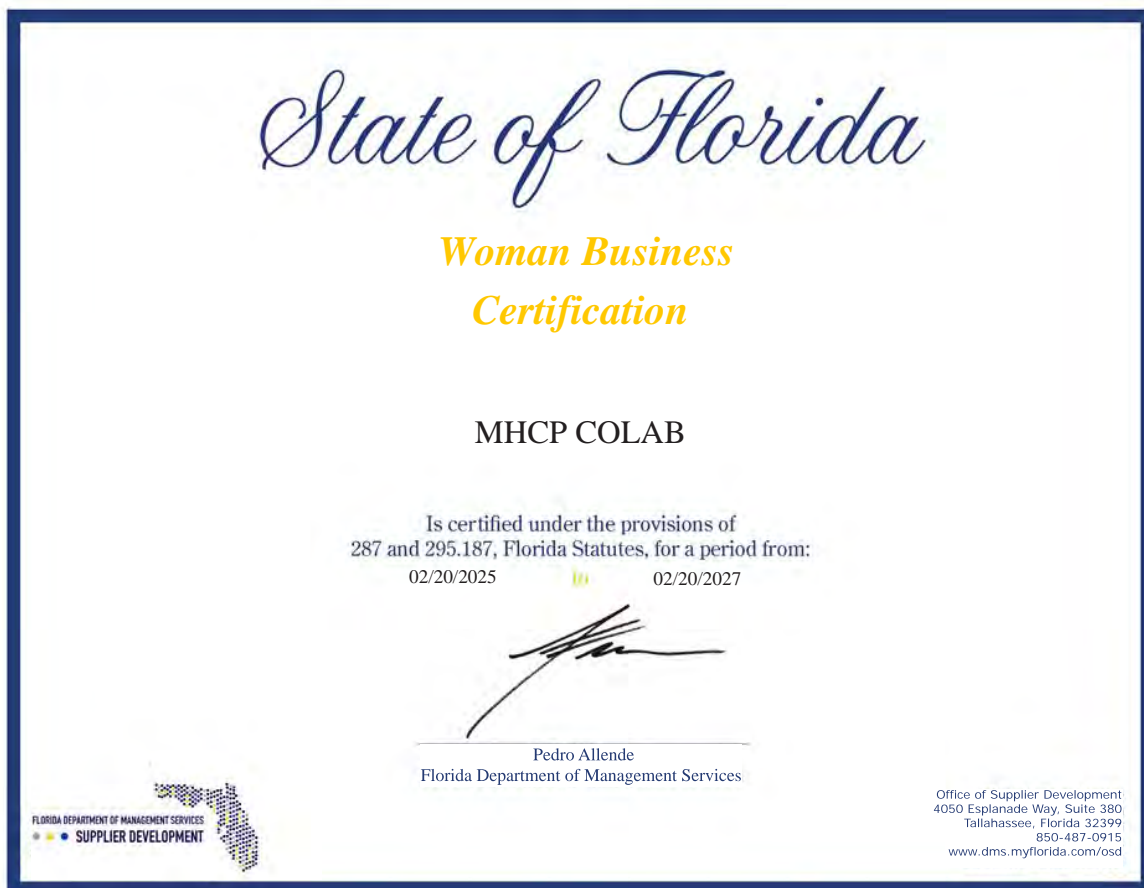 State of Florida
Woman Business
Certification
MHCP COLAB
Is certified under the provisions of
287 and 295.187, Florida Statutes, for a period from:
02/20/2025 to 02/20/2027
Pedro Allende
Florida Department of Management Services
FLORIDA DEPARTMENT OF MANAGEMENT SERVICES
SUPPLIER DEVELOPMENT
Office of Supplier Development
4050 Esplanade Way, Suite 380
Tallahassee, Florida 32399
850-487-0915
www.dms.myflorida.com/osd